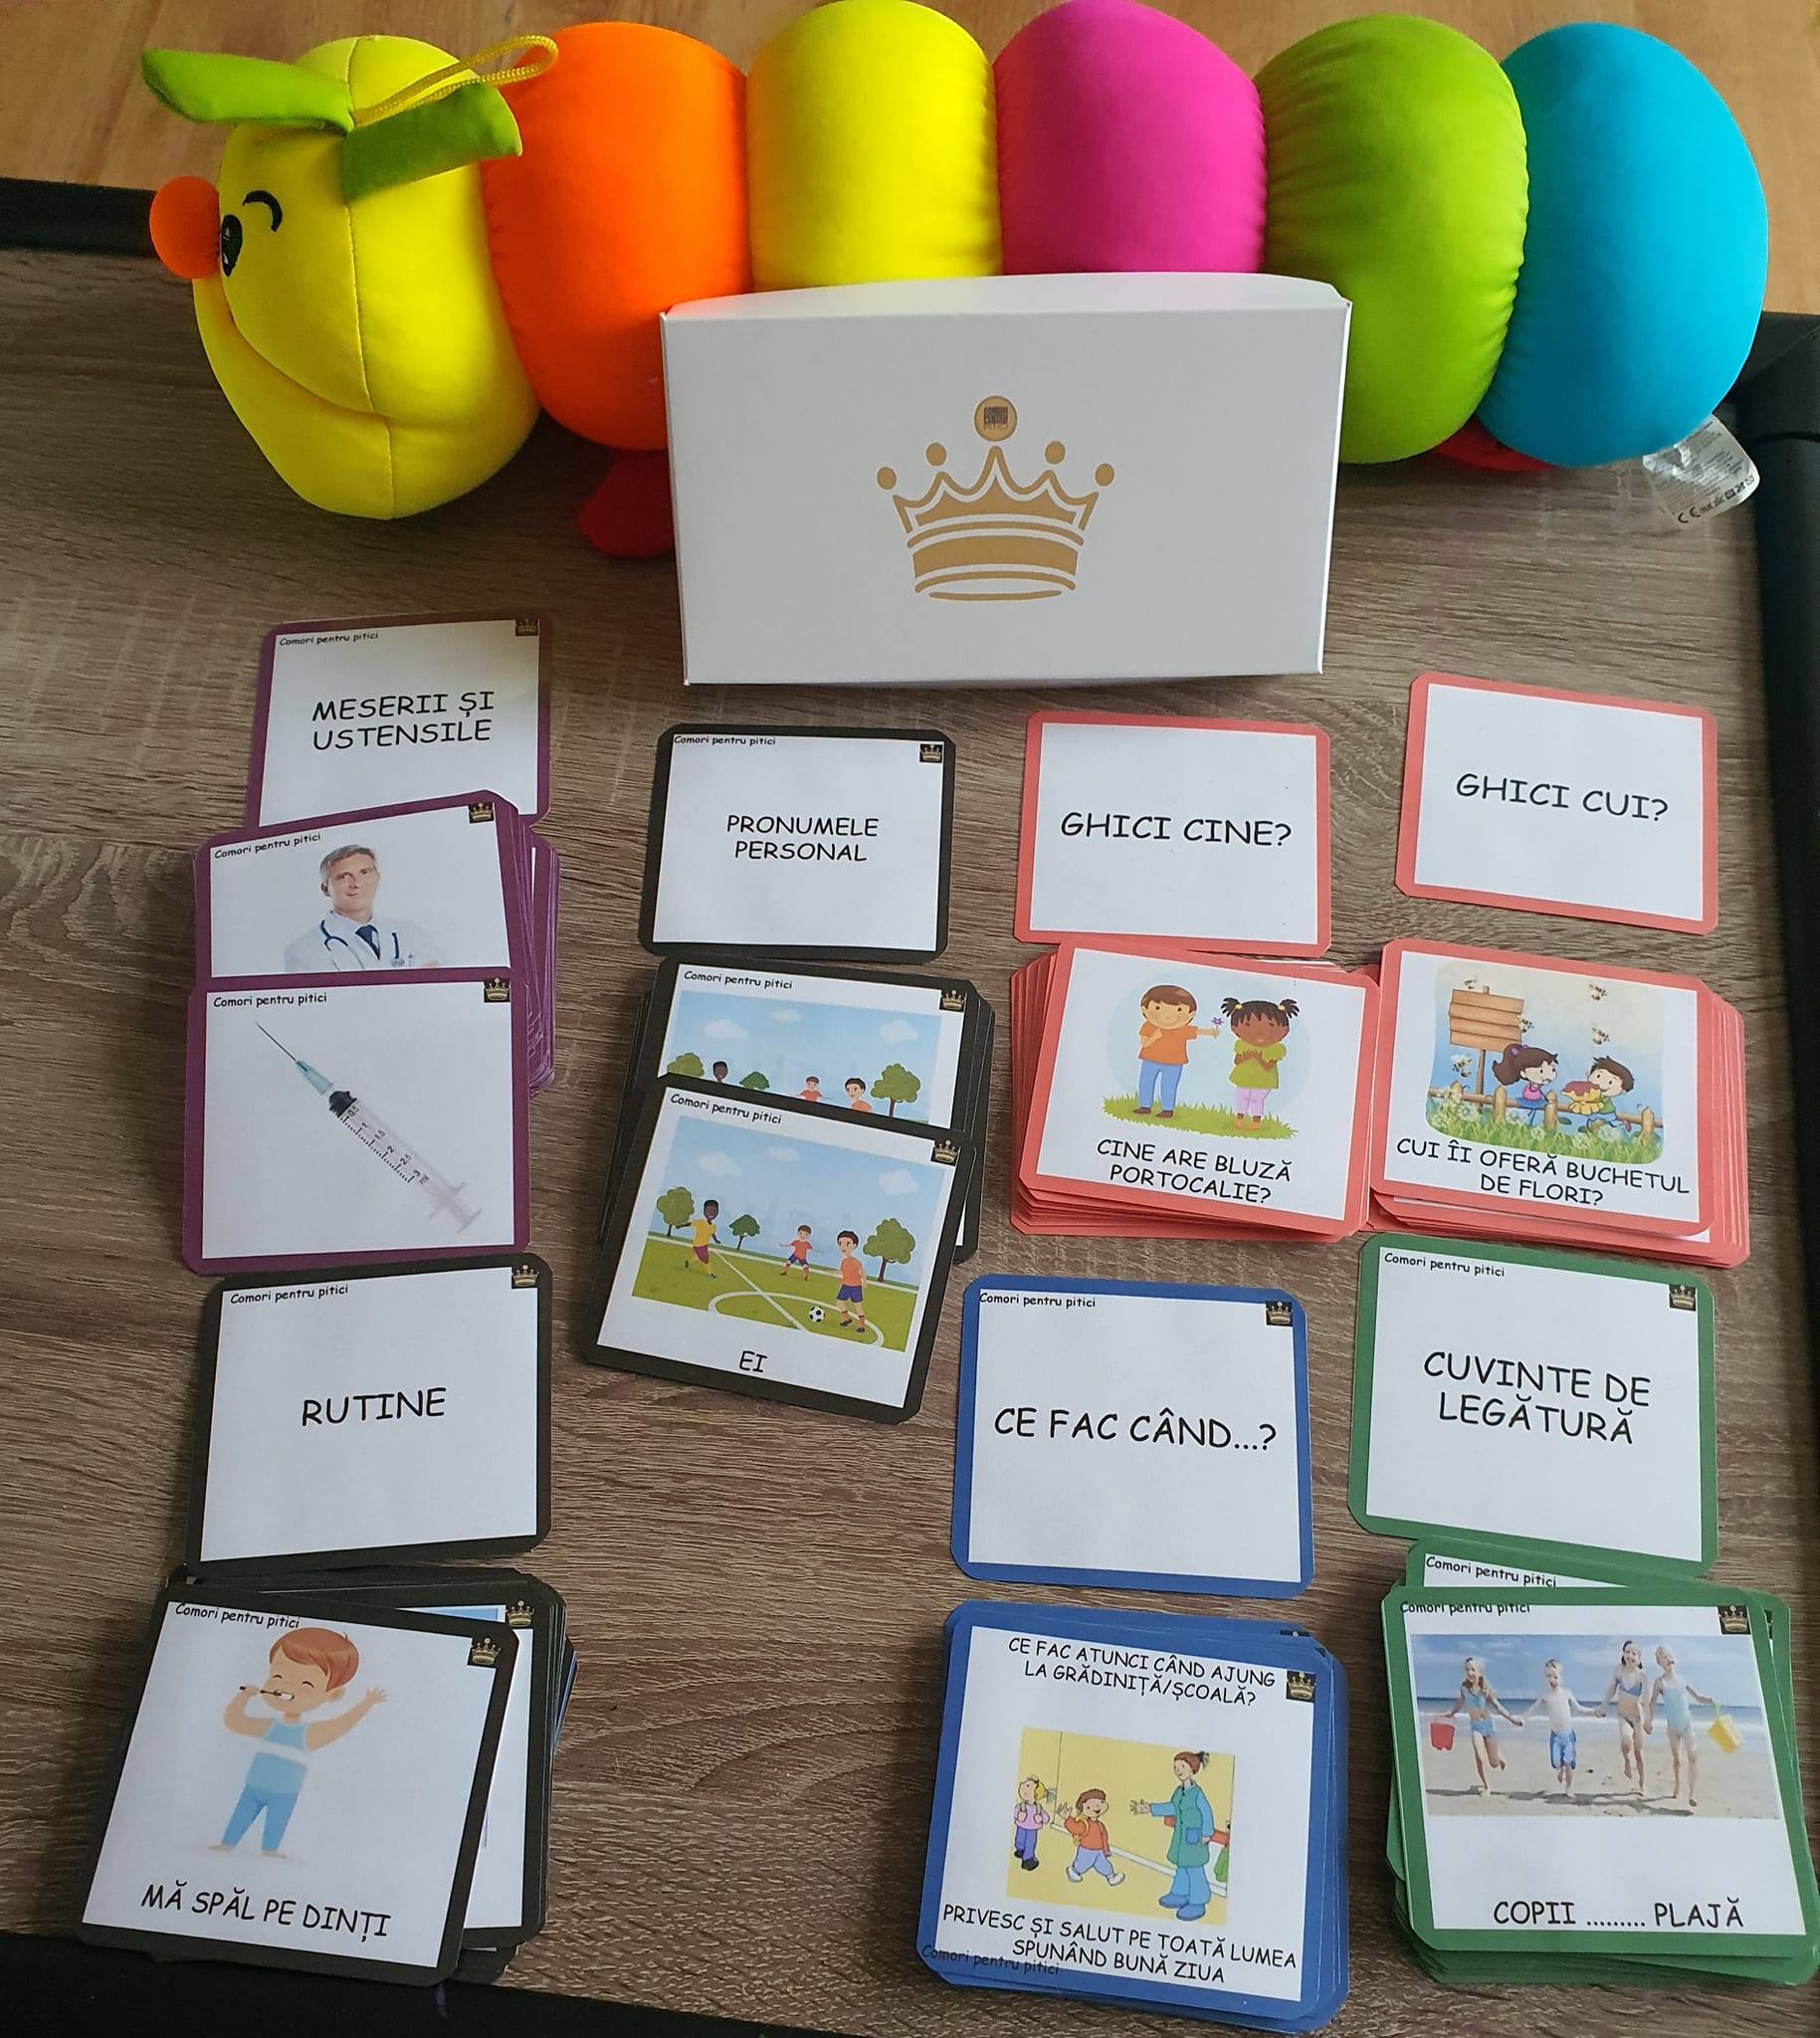 Comori pentru pitici
MESERII ȘI
USTENSILE
Comori pentru pitici
Comori pentru pitici
Comori pentru pitici
PRONUMELE
PERSONAL
Comori pentru pitici
Comori pentru pitici
EI
GHICI CINE?
CINE ARE BLUZĂ
PORTOCALIE?
GHICI CUI?
CUI ÎI OFERĂ BUCHETUL
DE FLORI?
Comori pentru pitici
RUTINE
Comori pentru pitici
MĂ SPĂL PE DINȚI
Comori pentru pitici
CE FAC CÂND...?
CE FAC ATUNCI CÂND AJUNG
LA GRĂDINIȚĂ/ȘCOALĂ?
PRIVESC ȘI SALUT PE TOATĂ LUMEA
SPUNÂND BUNĂ ZIUA
Comori pentru pitici
Comori pentru pitici
CUVINTE DE
LEGĂTURĂ
Comori pentru pitici
Comori pentru pitici
COPII ......... PLAJĂ